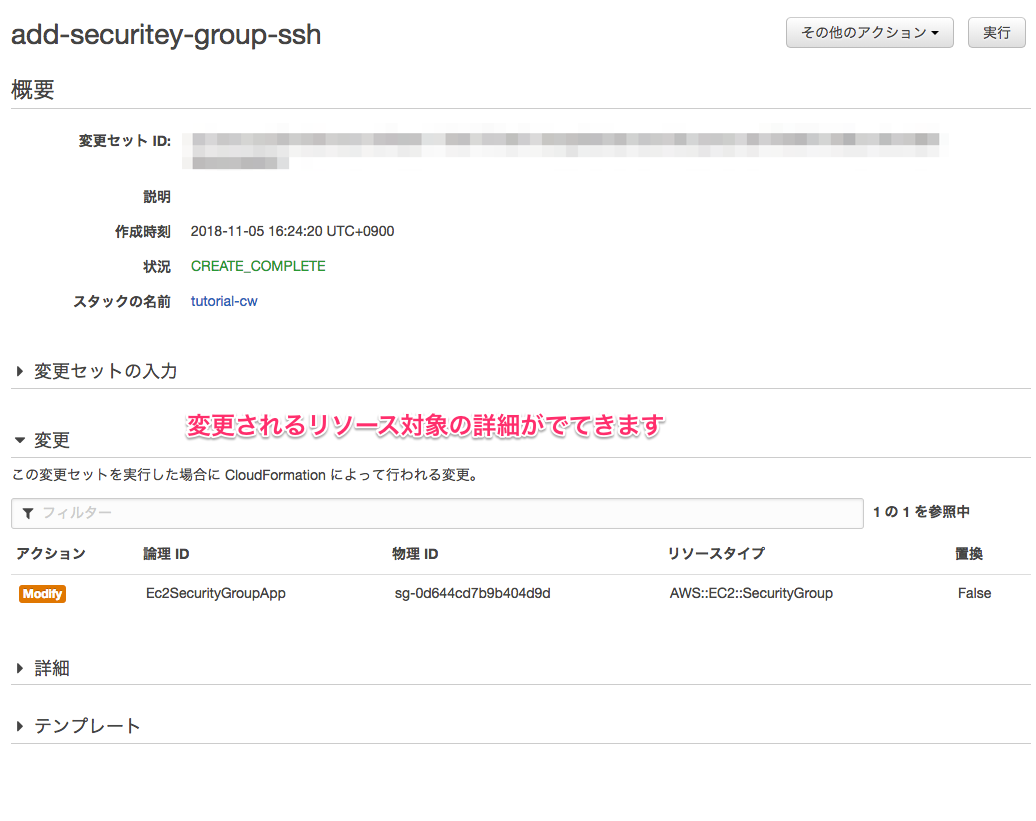 add-securitey-group-ssh
その他のアクション
実行
概要
変更セット ID:
説明
作成時刻 2018-11-05 16:24:20 UTC+0900
状況 CREATE_COMPLETE
スタックの名前 tutorial-cw
変更セットの入力
変更されるリソース対象の詳細がでてきます
変更
この変更セットを実行した場合に CloudFormation によって行われる変更。
フィルター
1 の 1 を参照中
アクション 論理 ID 物理 ID リソースタイプ 置換
Modify Ec2SecurityGroupApp sg-0d644cd7b9b404d9d AWS::EC2::SecurityGroup False
詳細
テンプレート